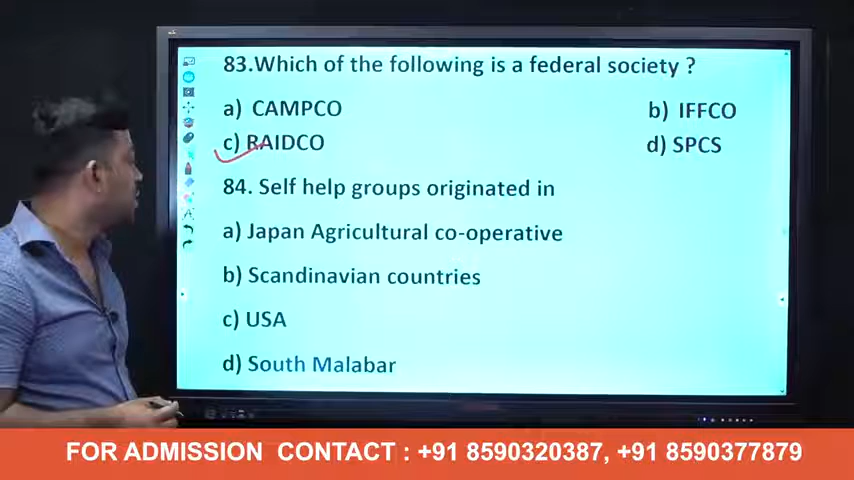 83.Which of the following is a federal society ?
a) CAMPCO b) IFFCO
c) RAIDCO d) SPCS
84. Self help groups originated in
a) Japan Agricultural co-operative
b) Scandinavian countries
c) USA
d) South Malabar
FOR ADMISSION CONTACT : +91 8590320387, +91 8590377879